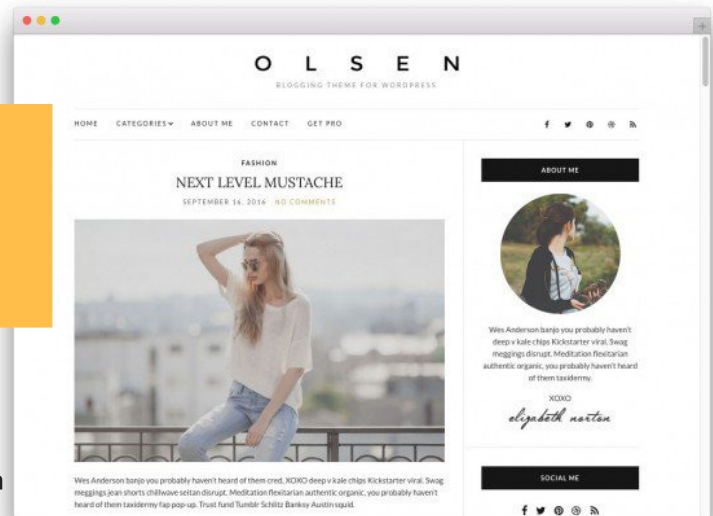 O L S E N
BLOGGING THEME FOR WORDPRESS
HOME CATEGORIES ABOUT ME CONTACT GET PRO
FASHION
NEXT LEVEL MUSTACHE
SEPTEMBER 16, 2016 NO COMMENTS
Wes Anderson banjo you probably haven't heard of them cred, XOXO deep v kale chips Kickstarter viral. Swag
meggings jean shorts chillwave seitan disrupt. Meditation flexitarian authentic organic, you probably haven't
heard of them taxidermy fap pop-up. Trust fund Tumblr Schlitz Banksy Austin squid.
ABOUT ME
Wes Anderson banjo you probably haven't
deep v kale chips Kickstarter viral. Swag
meggings disrupt. Meditation flexitarian
authentic organic, you probably haven't heard
of them taxidermy.
XOXO
elizabeth norton
SOCIAL ME